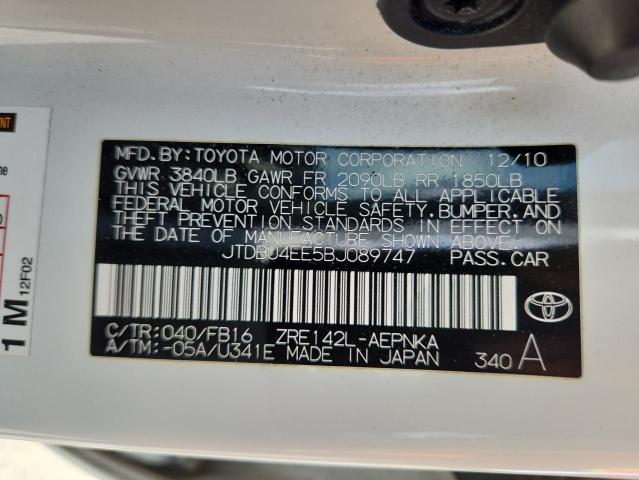 MFD.BY:TOYOTA MOTOR CORPORATION 12/10
GVWR 3840LB GAWR FR 2090LB RR 1850LB
THIS VEHICLE CONFORMS TO ALL APPLICABLE
FEDERAL MOTOR VEHICLE SAFETY.BUMPER.AND
THEFT PREVENTION STANDARDS IN EFFECT ON
THE DATE OF MANUFACTURE SHOWN ABOVE.
JTDBU4EE5BJ089747 PASS.CAR
C/TR:040/FB16 ZRE142L-AEPNKA
A/TM:-05A/U341E MADE IN JAPAN 340 A
1 M 12F02